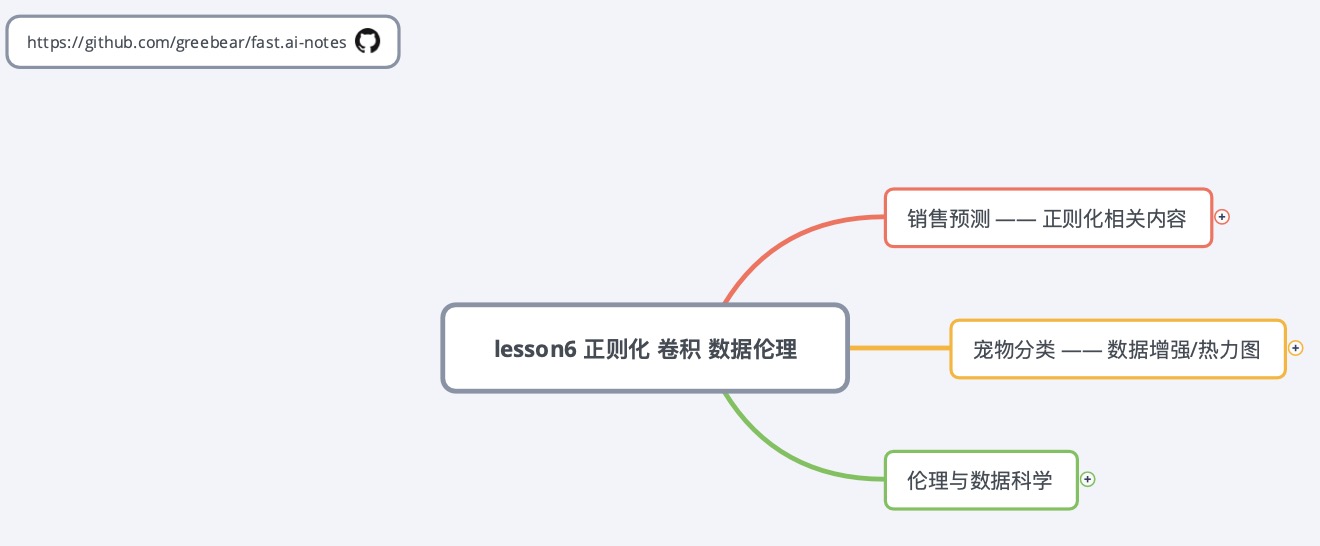 https://github.com/greebear/fast.ai-notes
销售预测 —— 正则化相关内容
lesson6 正则化 卷积 数据伦理
宠物分类 —— 数据增强/热力图
伦理与数据科学